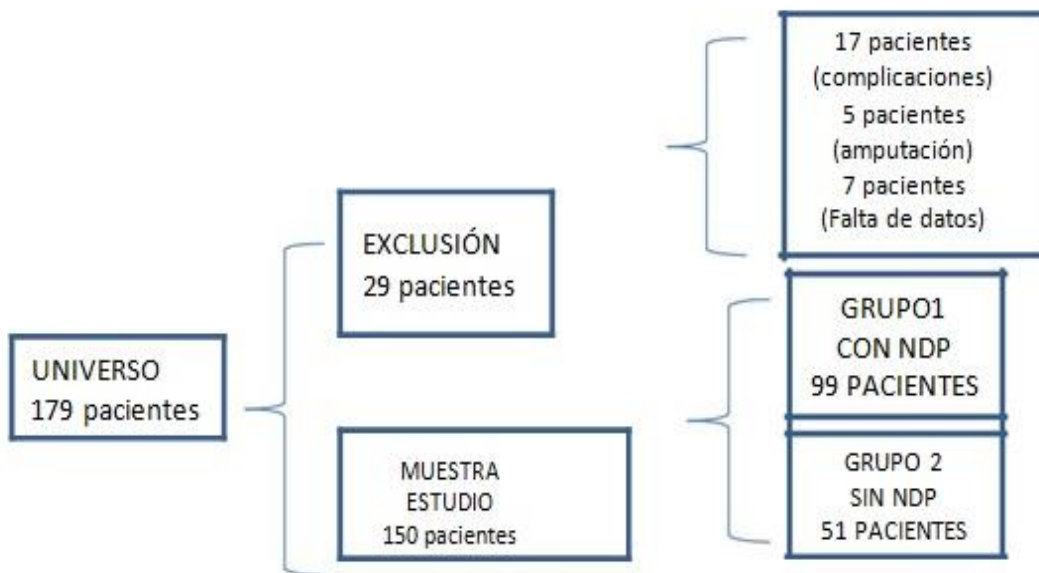 UNIVERSO
179 pacientes
EXCLUSIÓN
29 pacientes
17 pacientes
(complicaciones)
5 pacientes
(amputación)
7 pacientes
(Falta de datos)
MUESTRA
ESTUDIO
150 pacientes
GRUPO1
CON NDP
99 PACIENTES
GRUPO 2
SIN NDP
51 PACIENTES